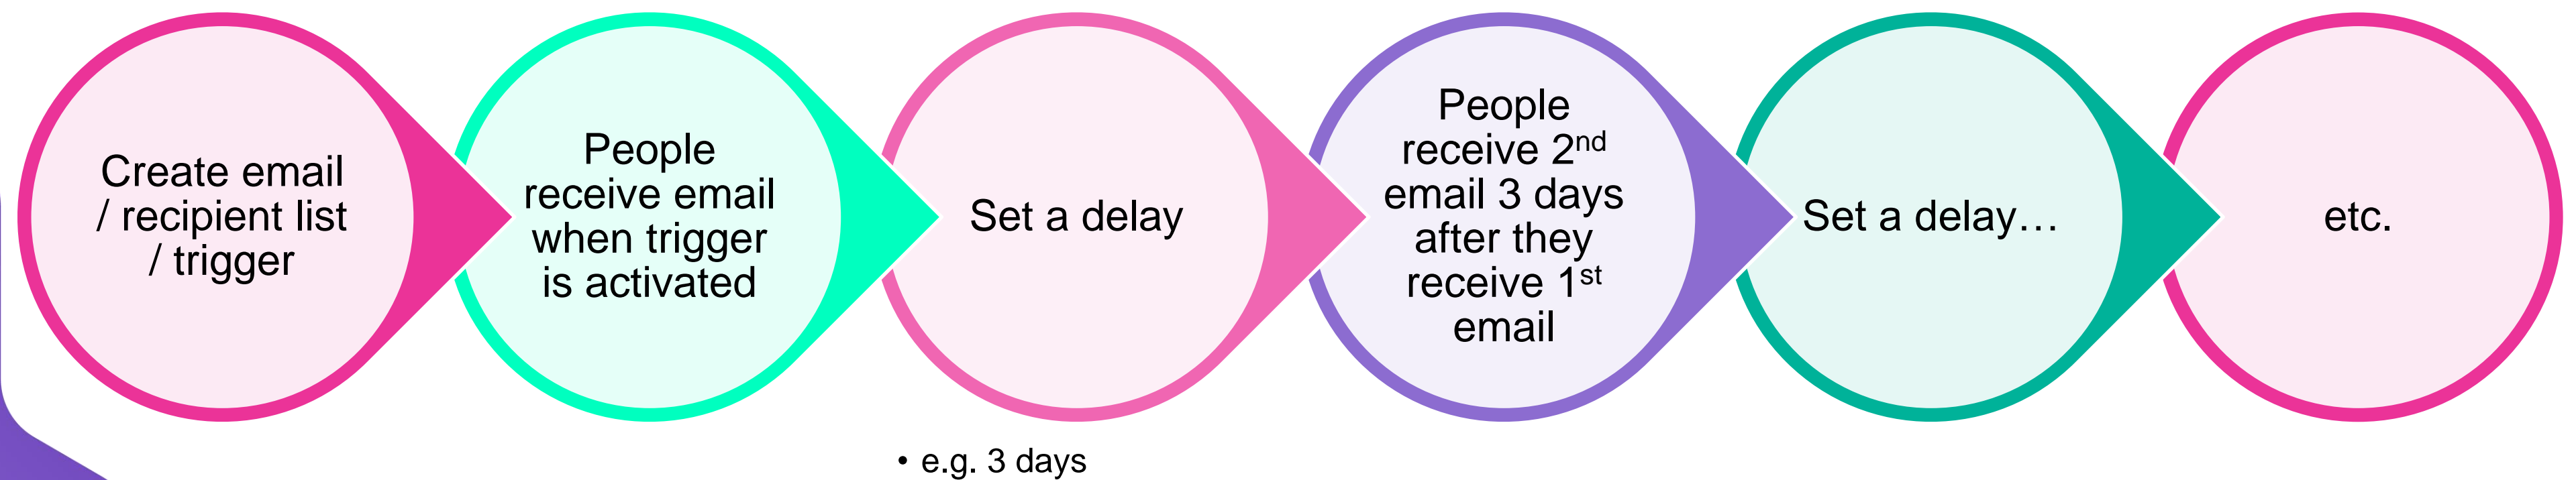 Create email
/ recipient list
/ trigger
People
receive email
when trigger
is activated
Set a delay
• e.g. 3 days
People
receive 2nd
email 3 days
after they
receive 1st
email
Set a delay…
etc.